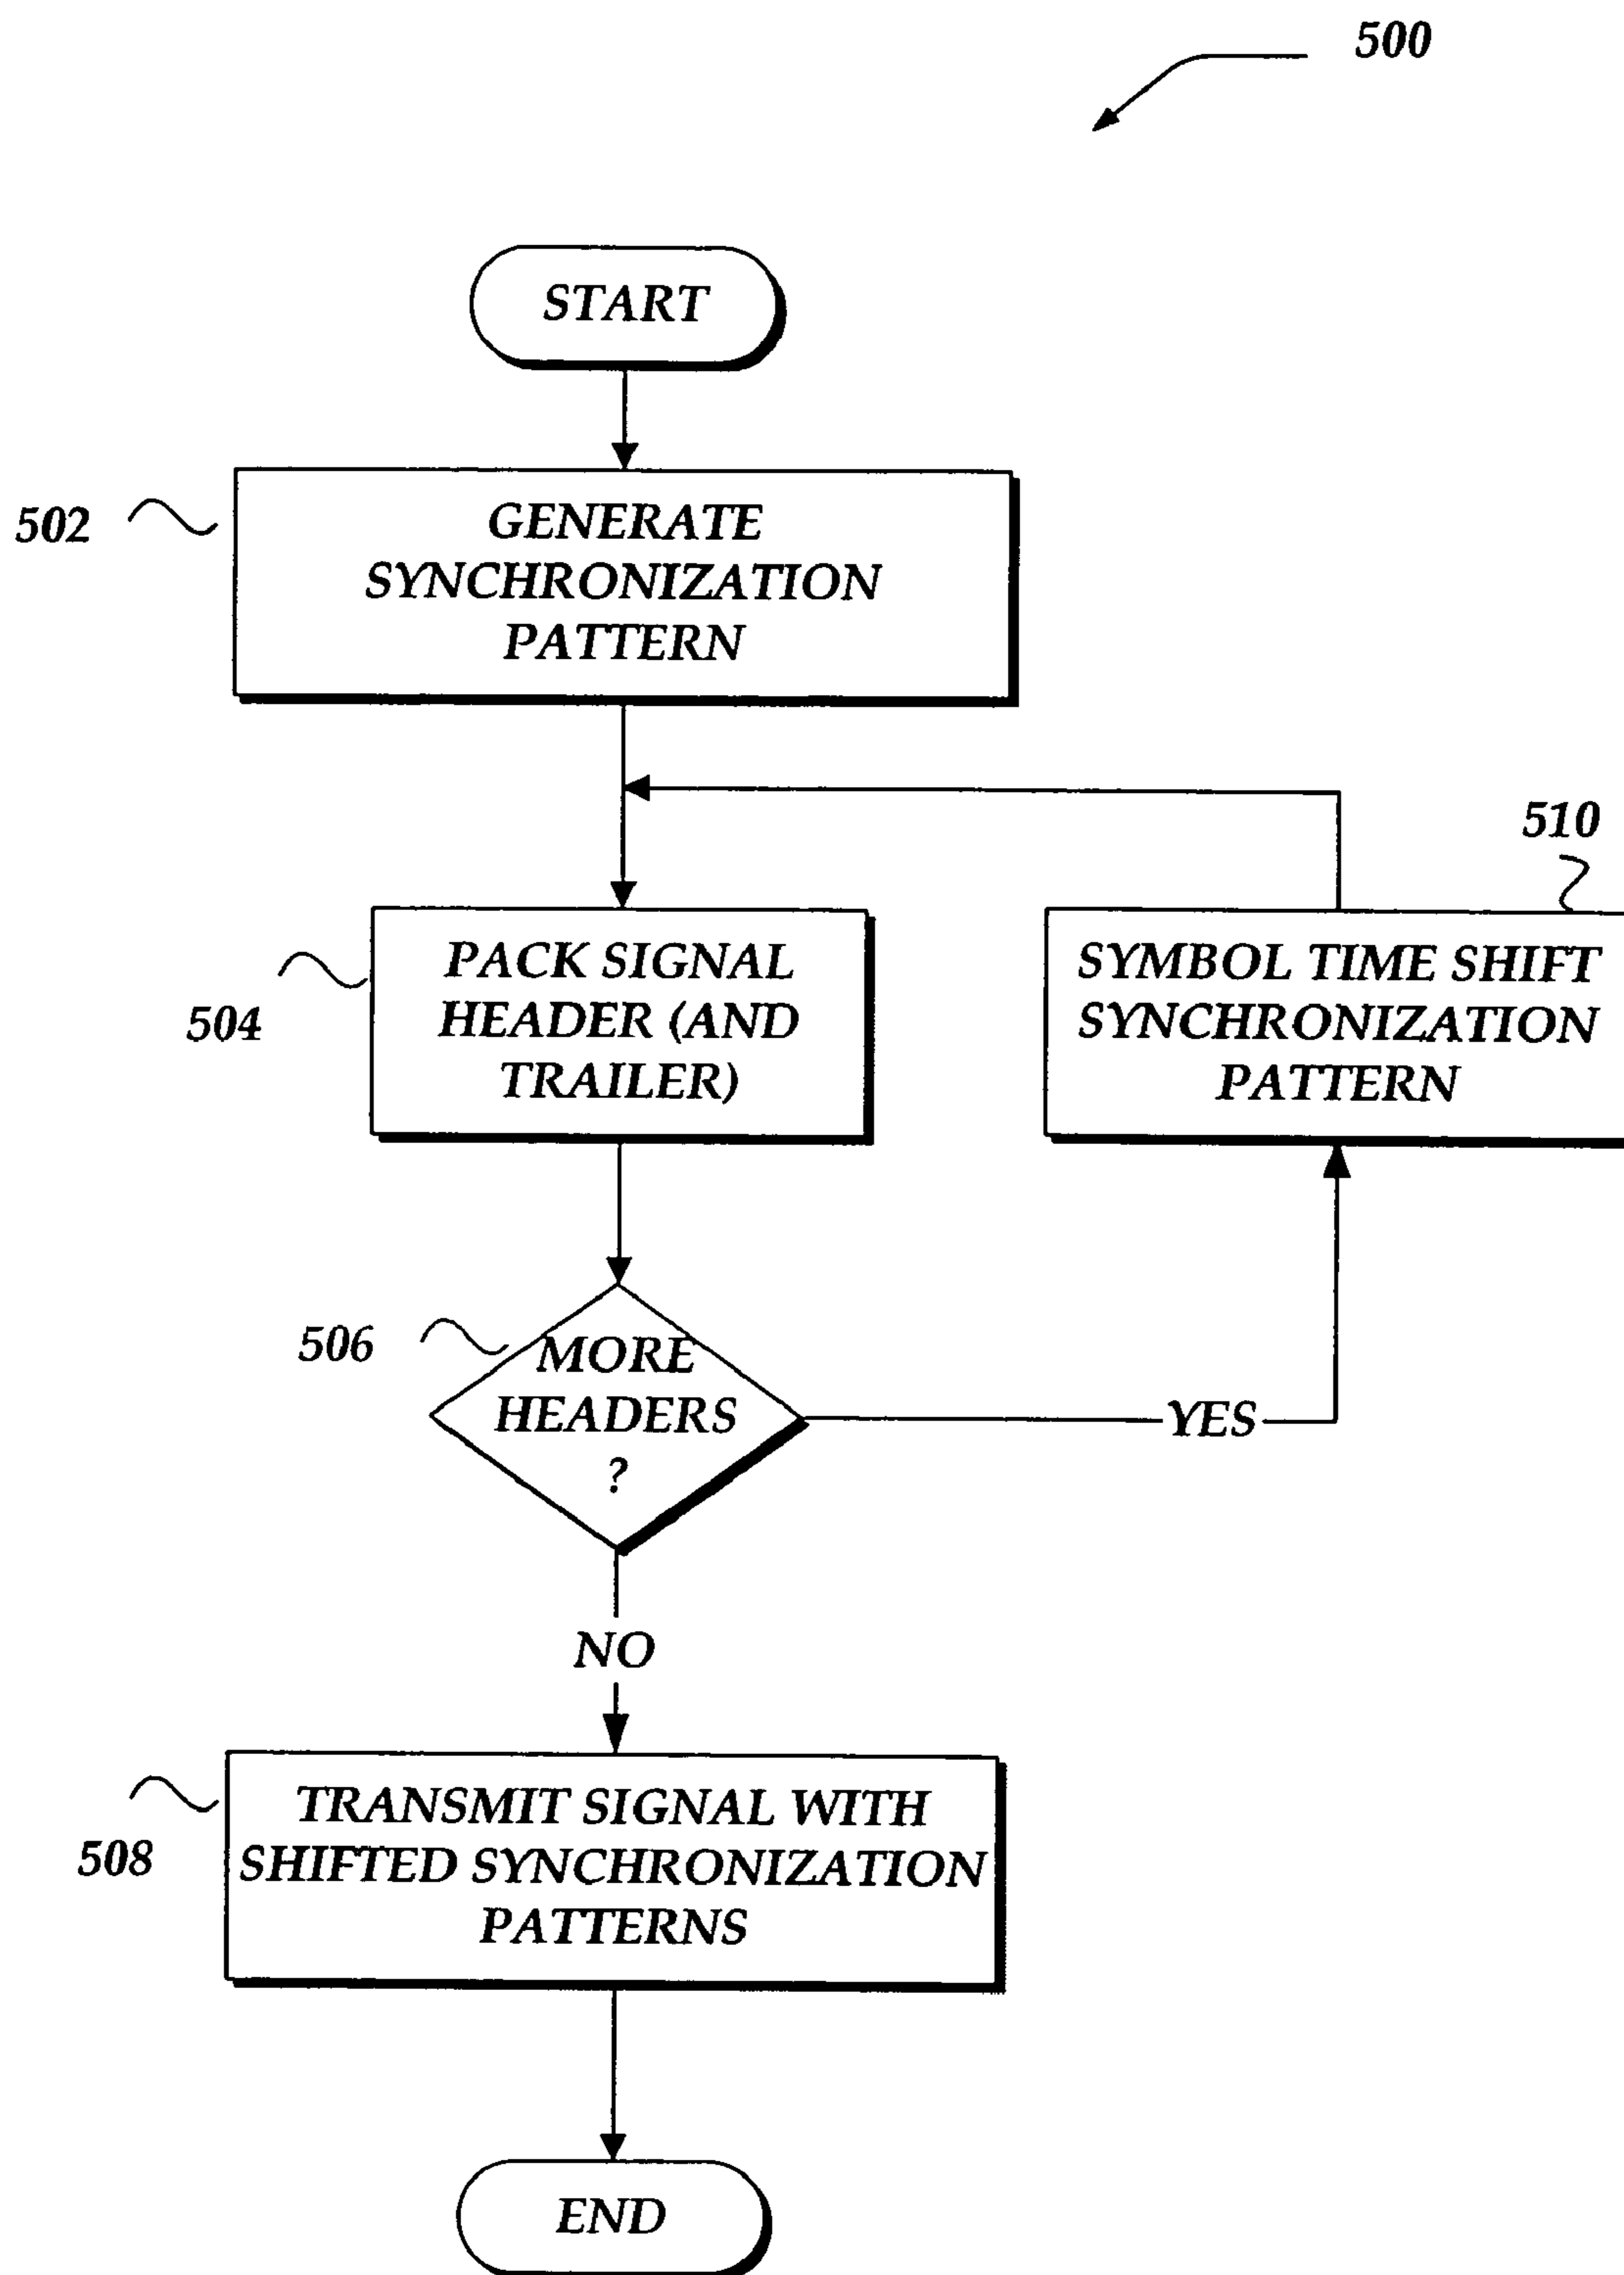 500
START
502
GENERATE
SYNCHRONIZATION
PATTERN
510
504
PACK SIGNAL
HEADER (AND
TRAILER)
SYMBOL TIME SHIFT
SYNCHRONIZATION
PATTERN
506
MORE
HEADERS
?
YES
NO
508
TRANSMIT SIGNAL WITH
SHIFTED SYNCHRONIZATION
PATTERNS
END